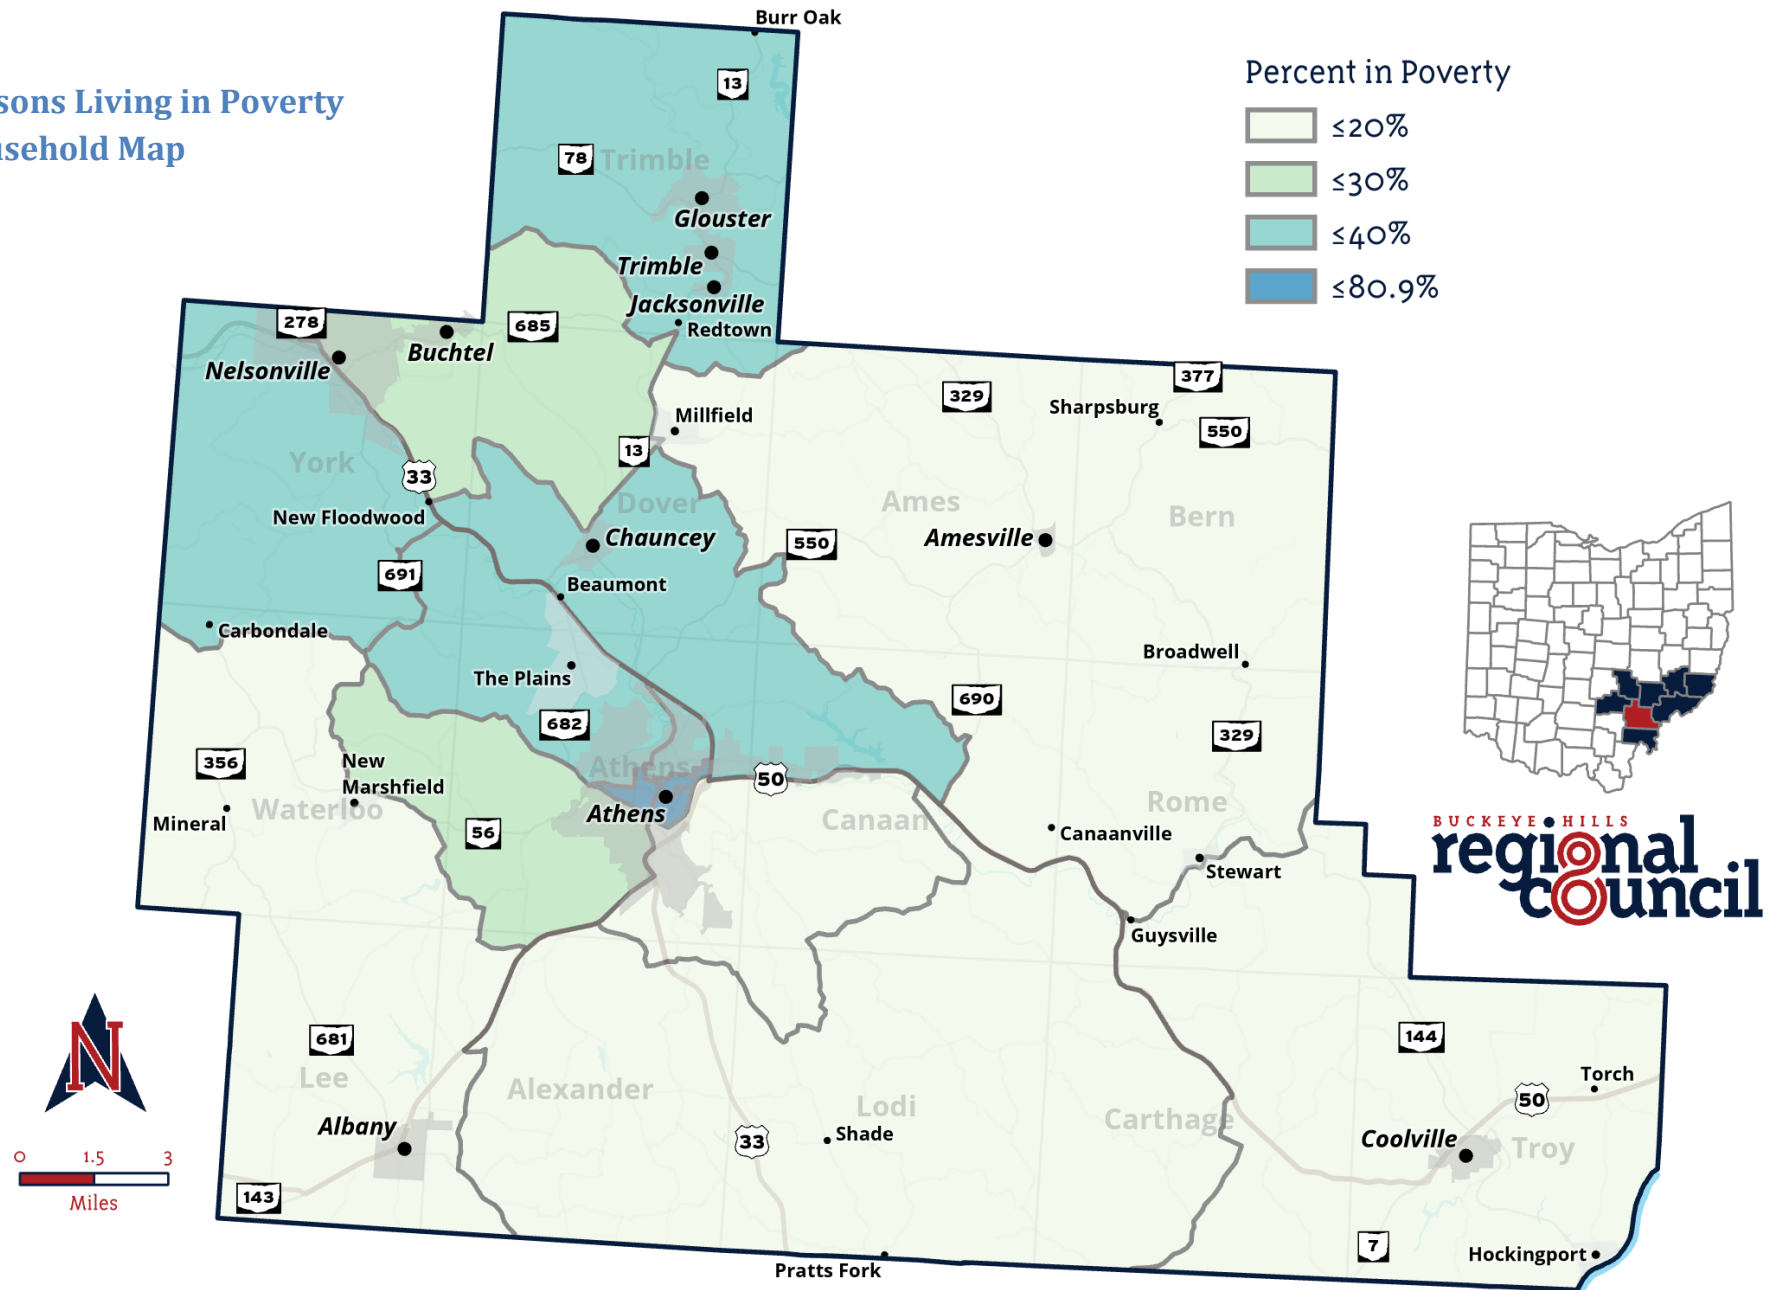 sons Living in Poverty
usehold Map
Percent in Poverty
≤20%
≤30%
≤40%
≤80.9%
Burr Oak
13
78
Trimble
Glouster
Trimble
Jacksonville
Redtown
278
685
Buchtel
Nelsonville
377
329
Sharpsburg
550
Millfield
13
York
33
Dover
Ames
Bern
New Floodwood
Chauncey
550
Amesville
691
Beaumont
Carbondale
Broadwell
The Plains
690
682
329
356
New
Marshfield
Athens
50
Waterloo
Mineral
Athens
56
Canaan
Rome
Canaanville
Stewart
Guysville
BUCKEYE HILLS
regional
council
N
681
Lee
Alexander
Lodi
Carthage
144
Torch
50
Albany
33
Shade
Coolville
Troy
0 1.5 3
Miles
143
7
Hockingport
Pratts Fork